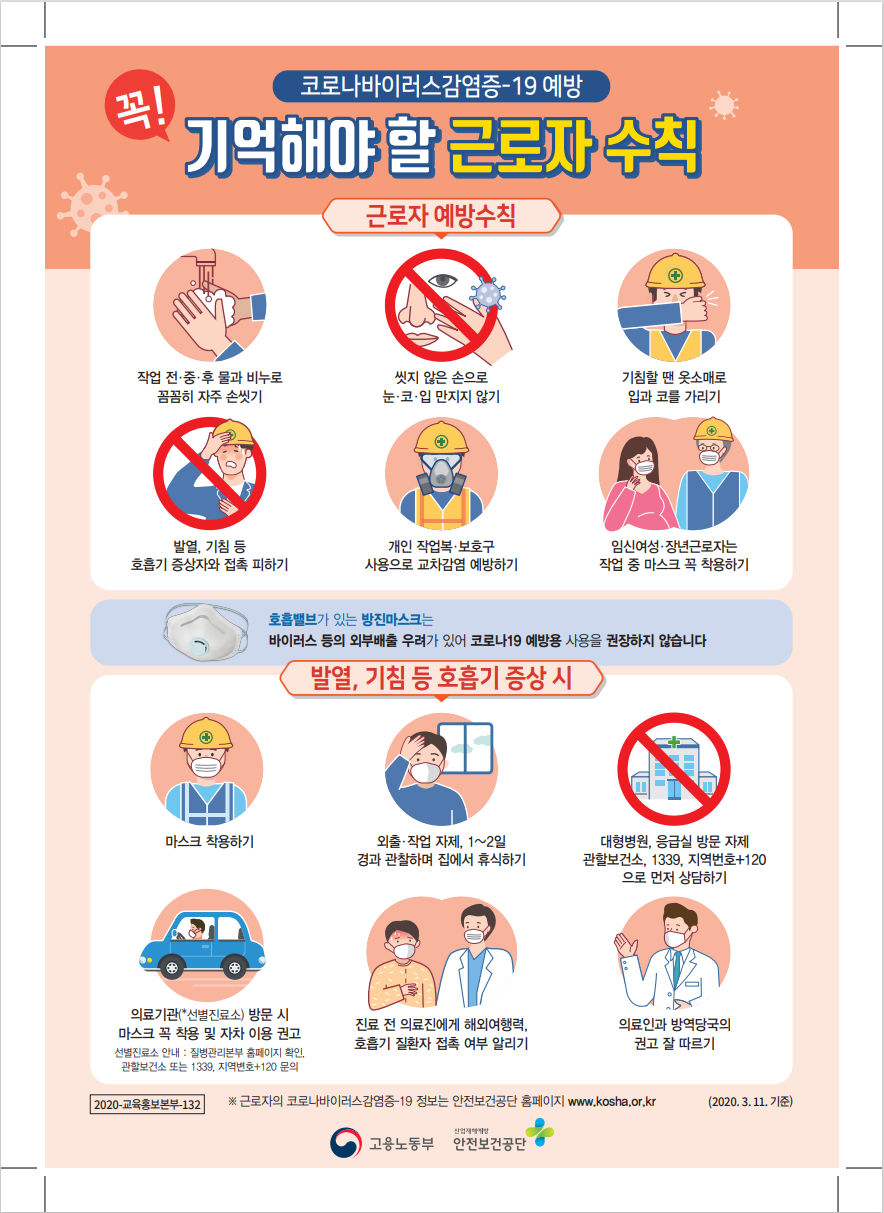 코로나바이러스감염증-19 예방
꼭!
기억해야 할 근로자 수칙
근로자 예방수칙
작업 전·중·후 물과 비누로
꼼꼼히 자주 손씻기
씻지 않은 손으로
눈·코·입 만지지 않기
기침할 땐 옷소매로
입과 코를 가리기
발열, 기침 등
호흡기 증상자와 접촉 피하기
개인 작업복·보호구
사용으로 교차감염 예방하기
임신여성·장년근로자는
작업 중 마스크 꼭 착용하기
호흡밸브가 있는 방진마스크는
바이러스 등의 외부배출 우려가 있어 코로나19 예방용 사용을 권장하지 않습니다
발열, 기침 등 호흡기 증상 시
마스크 착용하기
외출·작업 자제, 1~2일
경과 관찰하며 집에서 휴식하기
대형병원, 응급실 방문 자제
관할보건소, 1339, 지역번호+120
으로 먼저 상담하기
의료기관(*선별진료소) 방문 시
마스크 꼭 착용 및 자차 이용 권고
선별진료소 안내 : 질병관리본부 홈페이지 확인,
관할보건소 또는 1339, 지역번호+120 문의
진료 전 의료진에게 해외여행력,
호흡기 질환자 접촉 여부 알리기
의료인과 방역당국의
권고 잘 따르기
2020-교육홍보본부-132
※ 근로자의 코로나바이러스감염증-19 정보는 안전보건공단 홈페이지 www.kosha.or.kr
(2020. 3. 11. 기준)
고용노동부
산업재해예방
안전보건공단